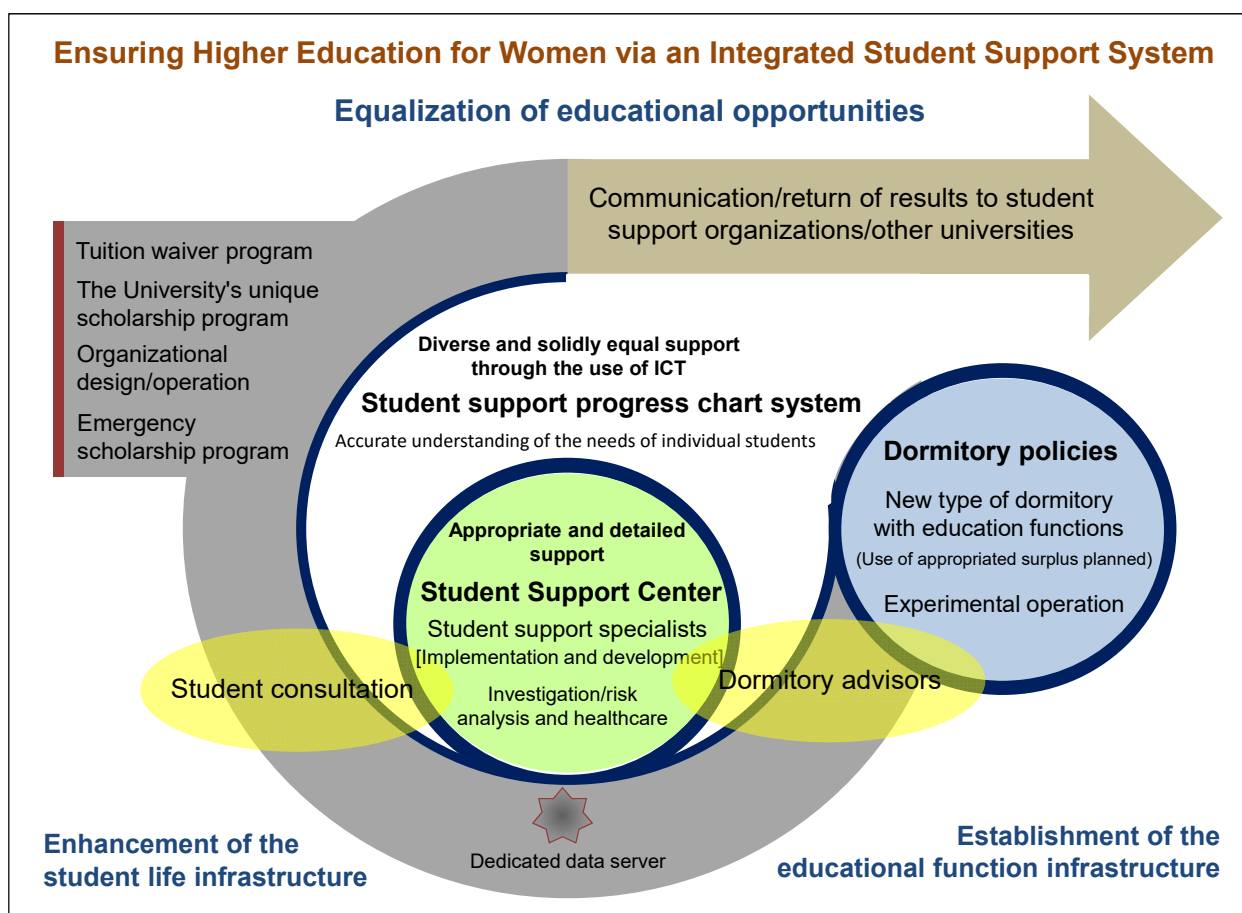 Ensuring Higher Education for Women via an Integrated Student Support System
Equalization of educational opportunities
Communication/return of results to student
support organizations/other universities
Tuition waiver program
The University's unique
scholarship program
Organizational
design/operation
Emergency
scholarship program
Diverse and solidly equal support
through the use of ICT
Student support progress chart system
Accurate understanding of the needs of individual students
Dormitory policies
New type of dormitory
with education functions
(Use of appropriated surplus planned)
Experimental operation
Appropriate and detailed
support
Student Support Center
Student support specialists
[Implementation and development]
Investigation/risk
analysis and healthcare
Student consultation
Dormitory advisors
Dedicated data server
Enhancement of the
student life infrastructure
Establishment of the
educational function infrastructure